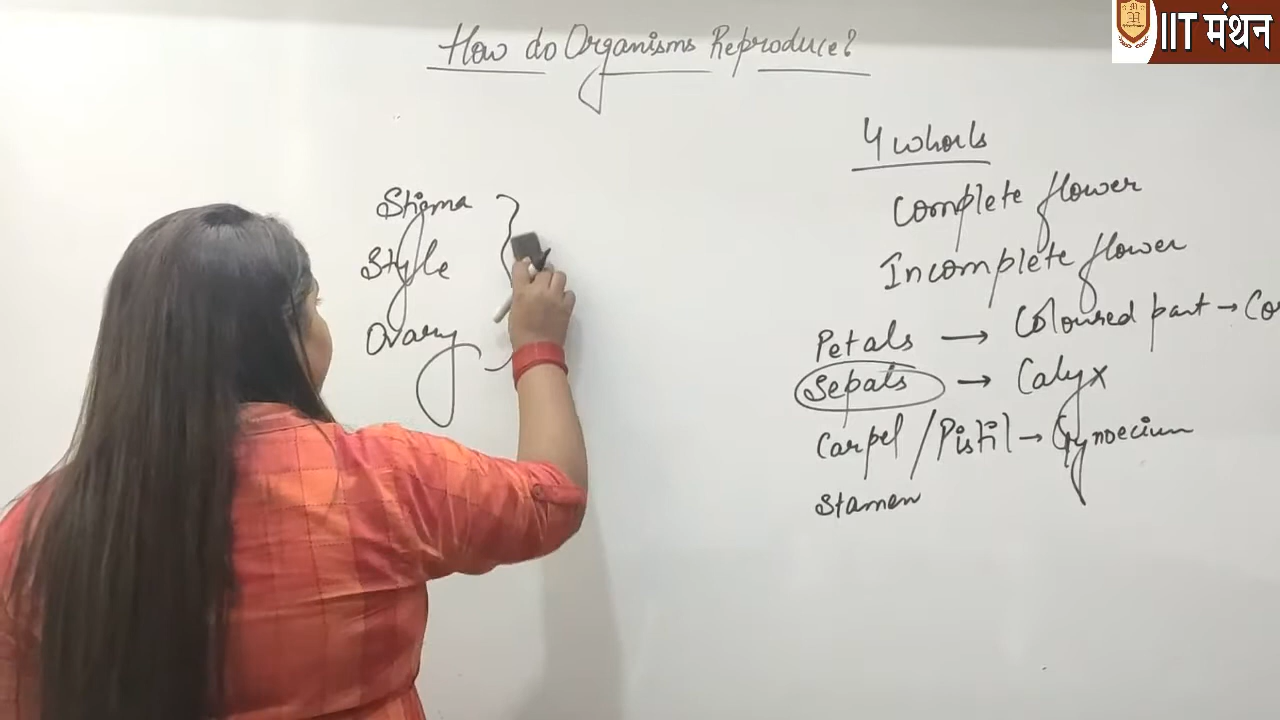 IIT मंथन
How do Organisms Reproduce?
Stigma
Style
Ovary
4 whorls
Complete flower
Incomplete flower
Petals → Coloured part → Co
Sepals → Calyx
Carpel / Pistil → Gynoecium
Stamen